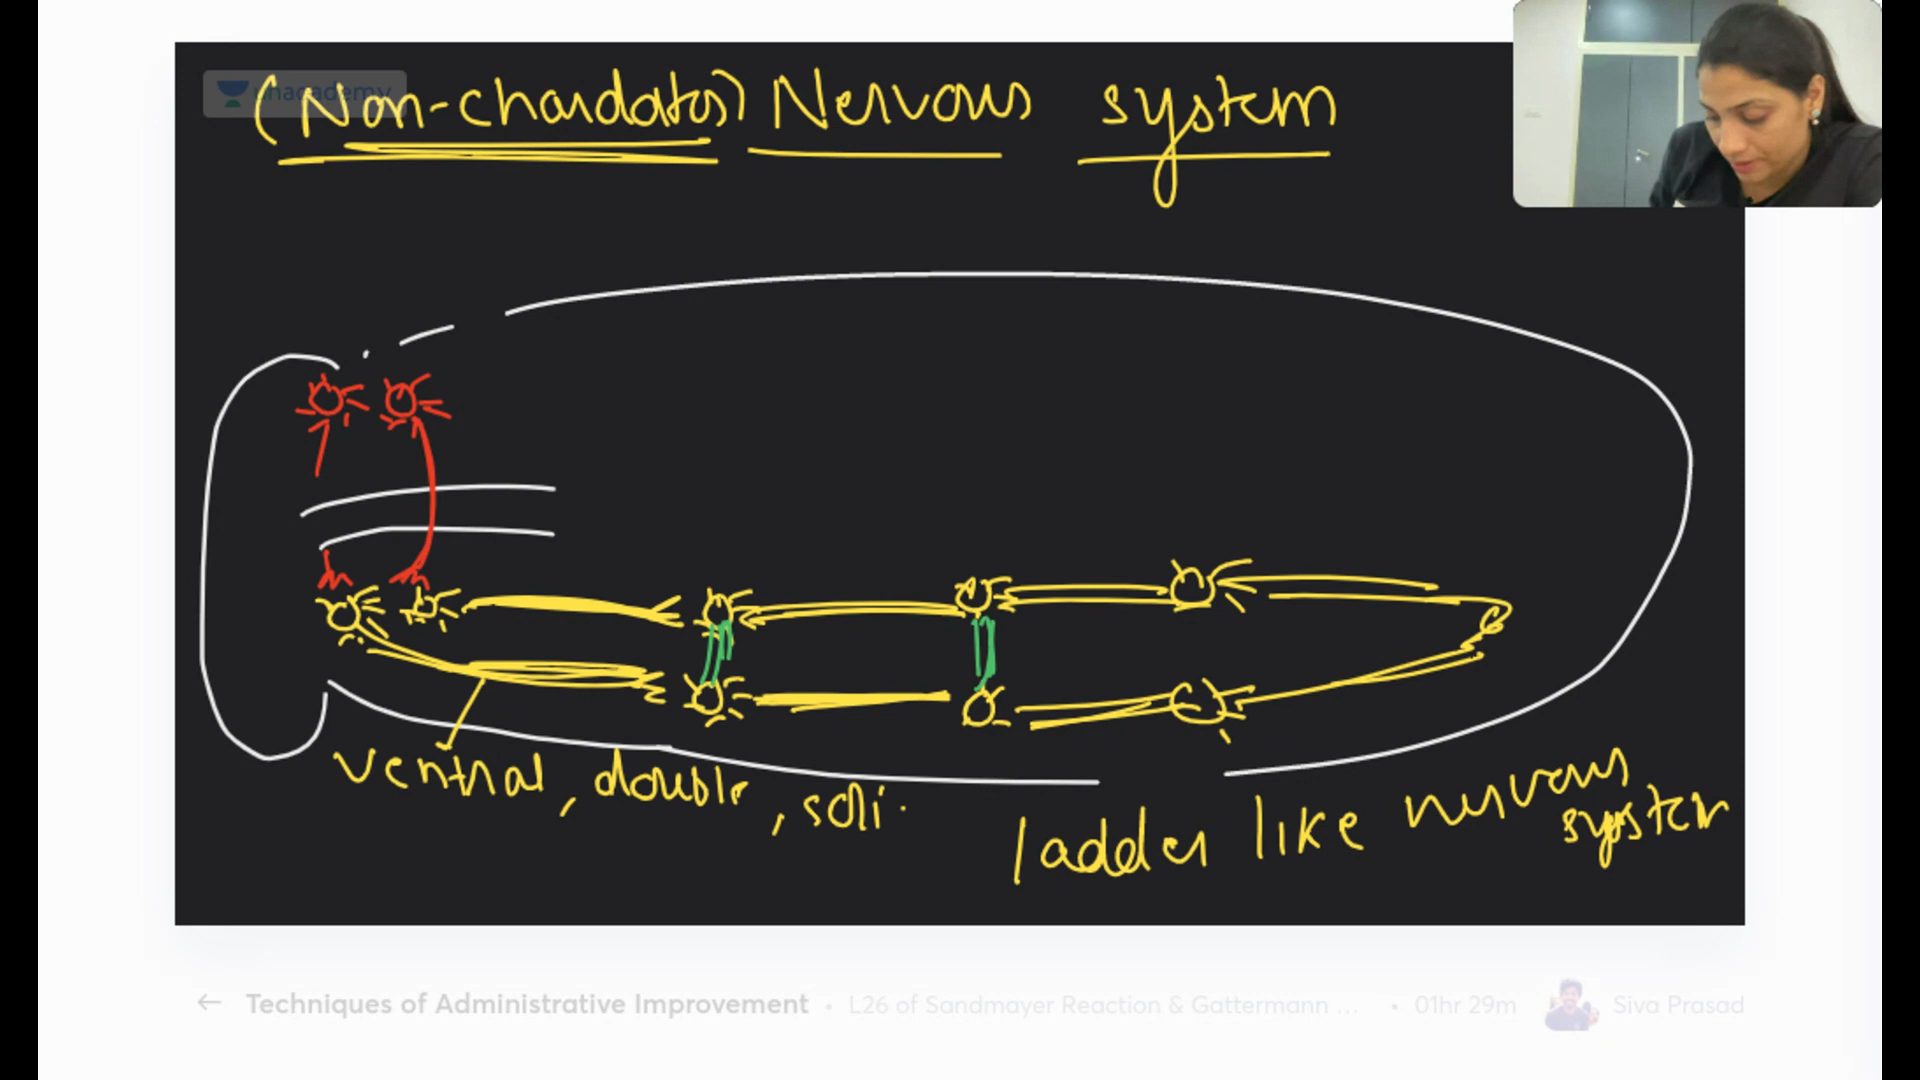 (Non-chordates) Nervous system
unacademy
ventral, double, soli.
ladder like nervous
system
← Techniques of Administrative Improvement • L26 of Sandmayer Reaction & Gattermann ... • 01hr 29m Siva Prasad